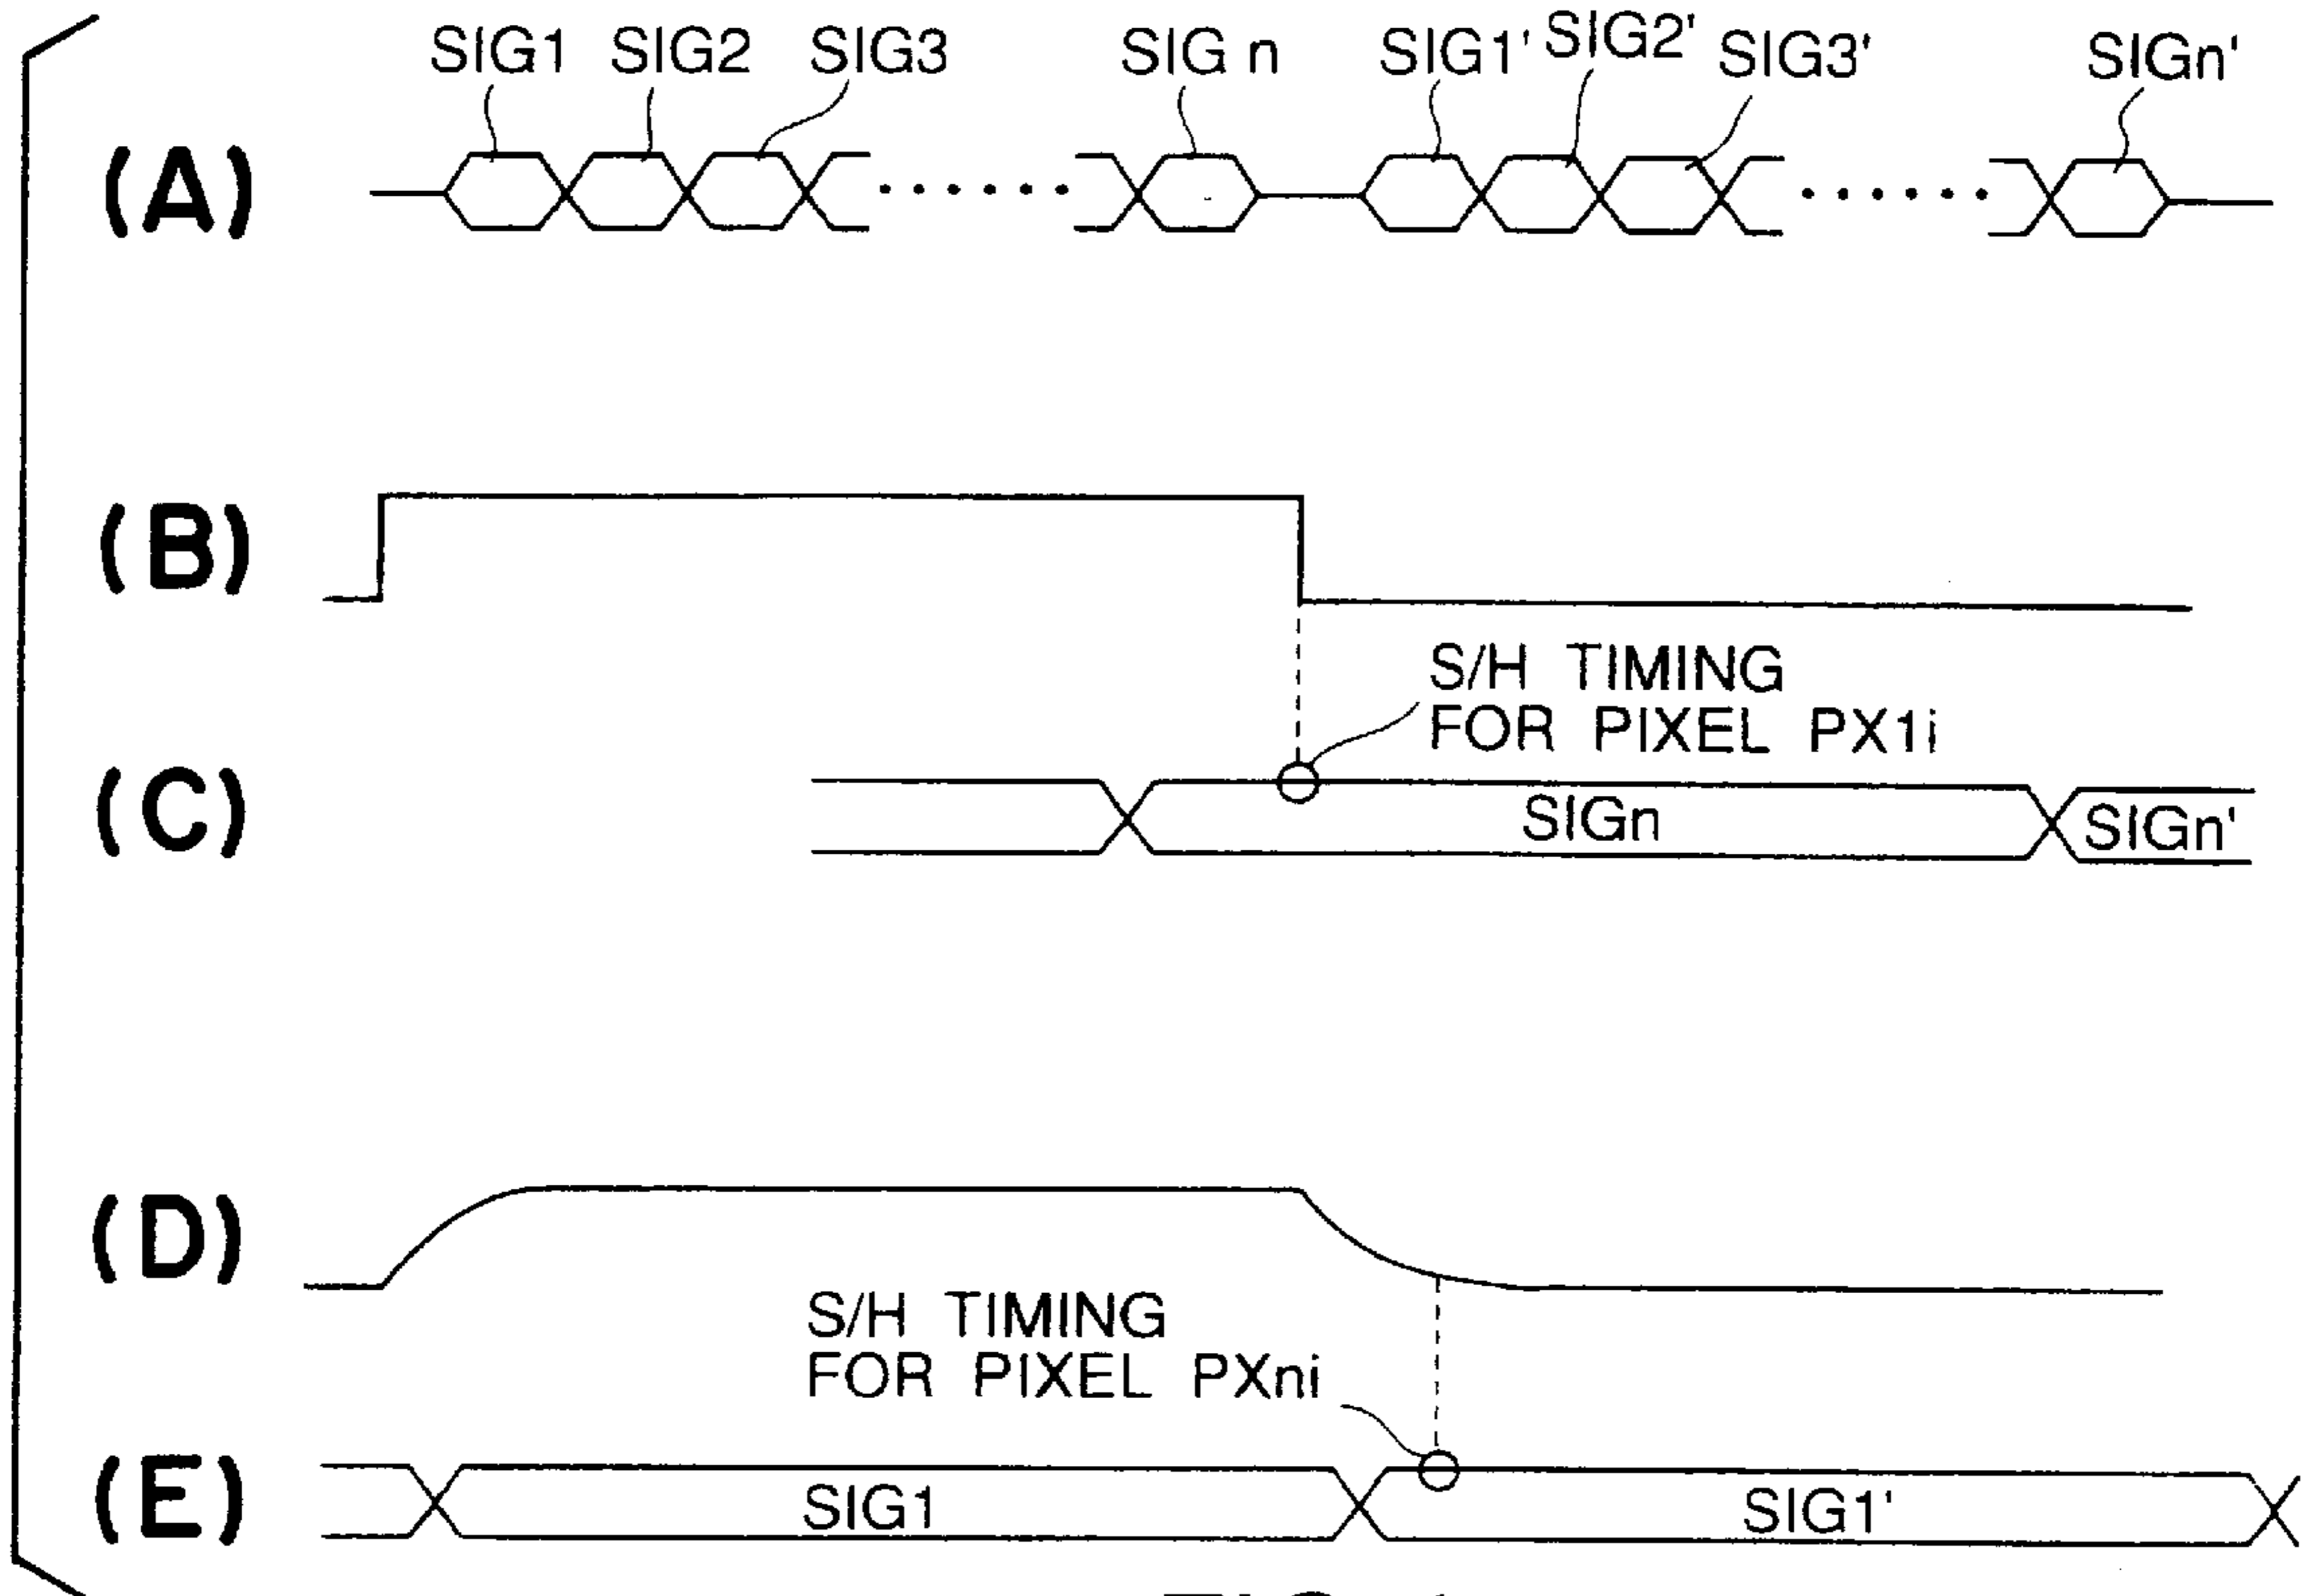 SIG1 SIG2 SIG3 SIG n SIG1' SIG2' SIG3' SIGn'
(A)
(B)
S/H TIMING
FOR PIXEL PX1i
(C)
SIGn SIGn'
(D)
S/H TIMING
FOR PIXEL PXni
(E)
SIG1 SIG1'